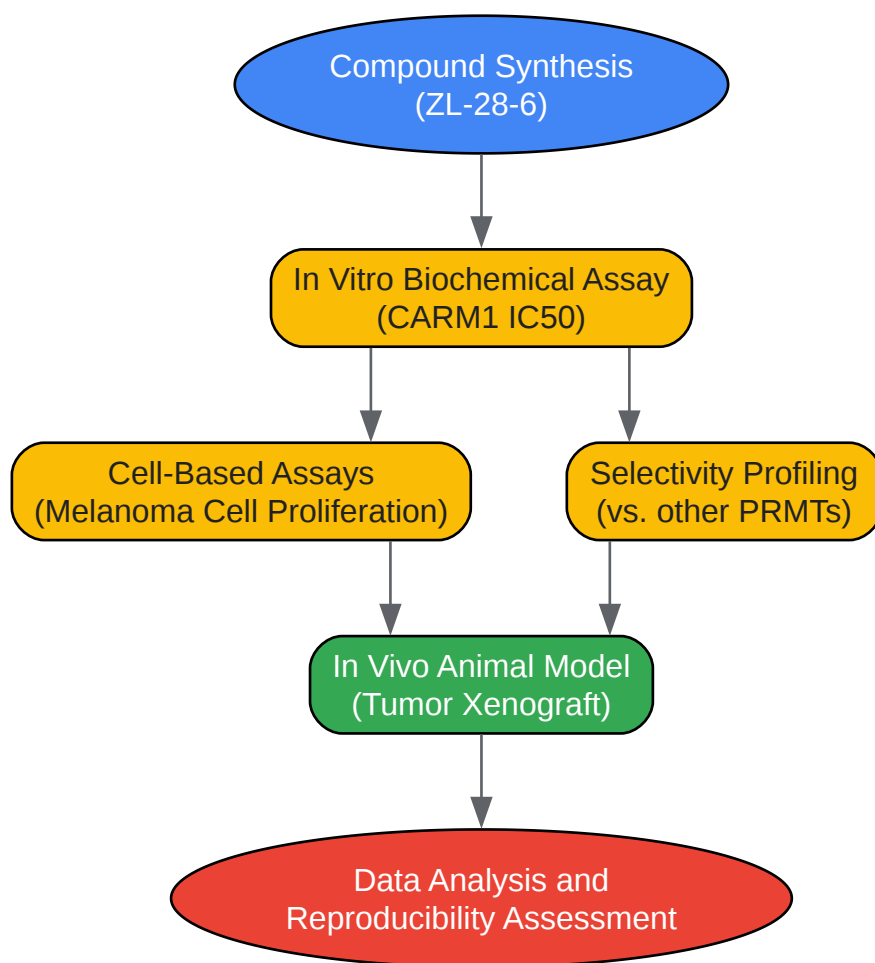 Compound Synthesis
(ZL-28-6)
In Vitro Biochemical Assay
(CARM1 IC50)
Cell-Based Assays
(Melanoma Cell Proliferation)
Selectivity Profiling
(vs. other PRMTs)
In Vivo Animal Model
(Tumor Xenograft)
Data Analysis and
Reproducibility Assessment